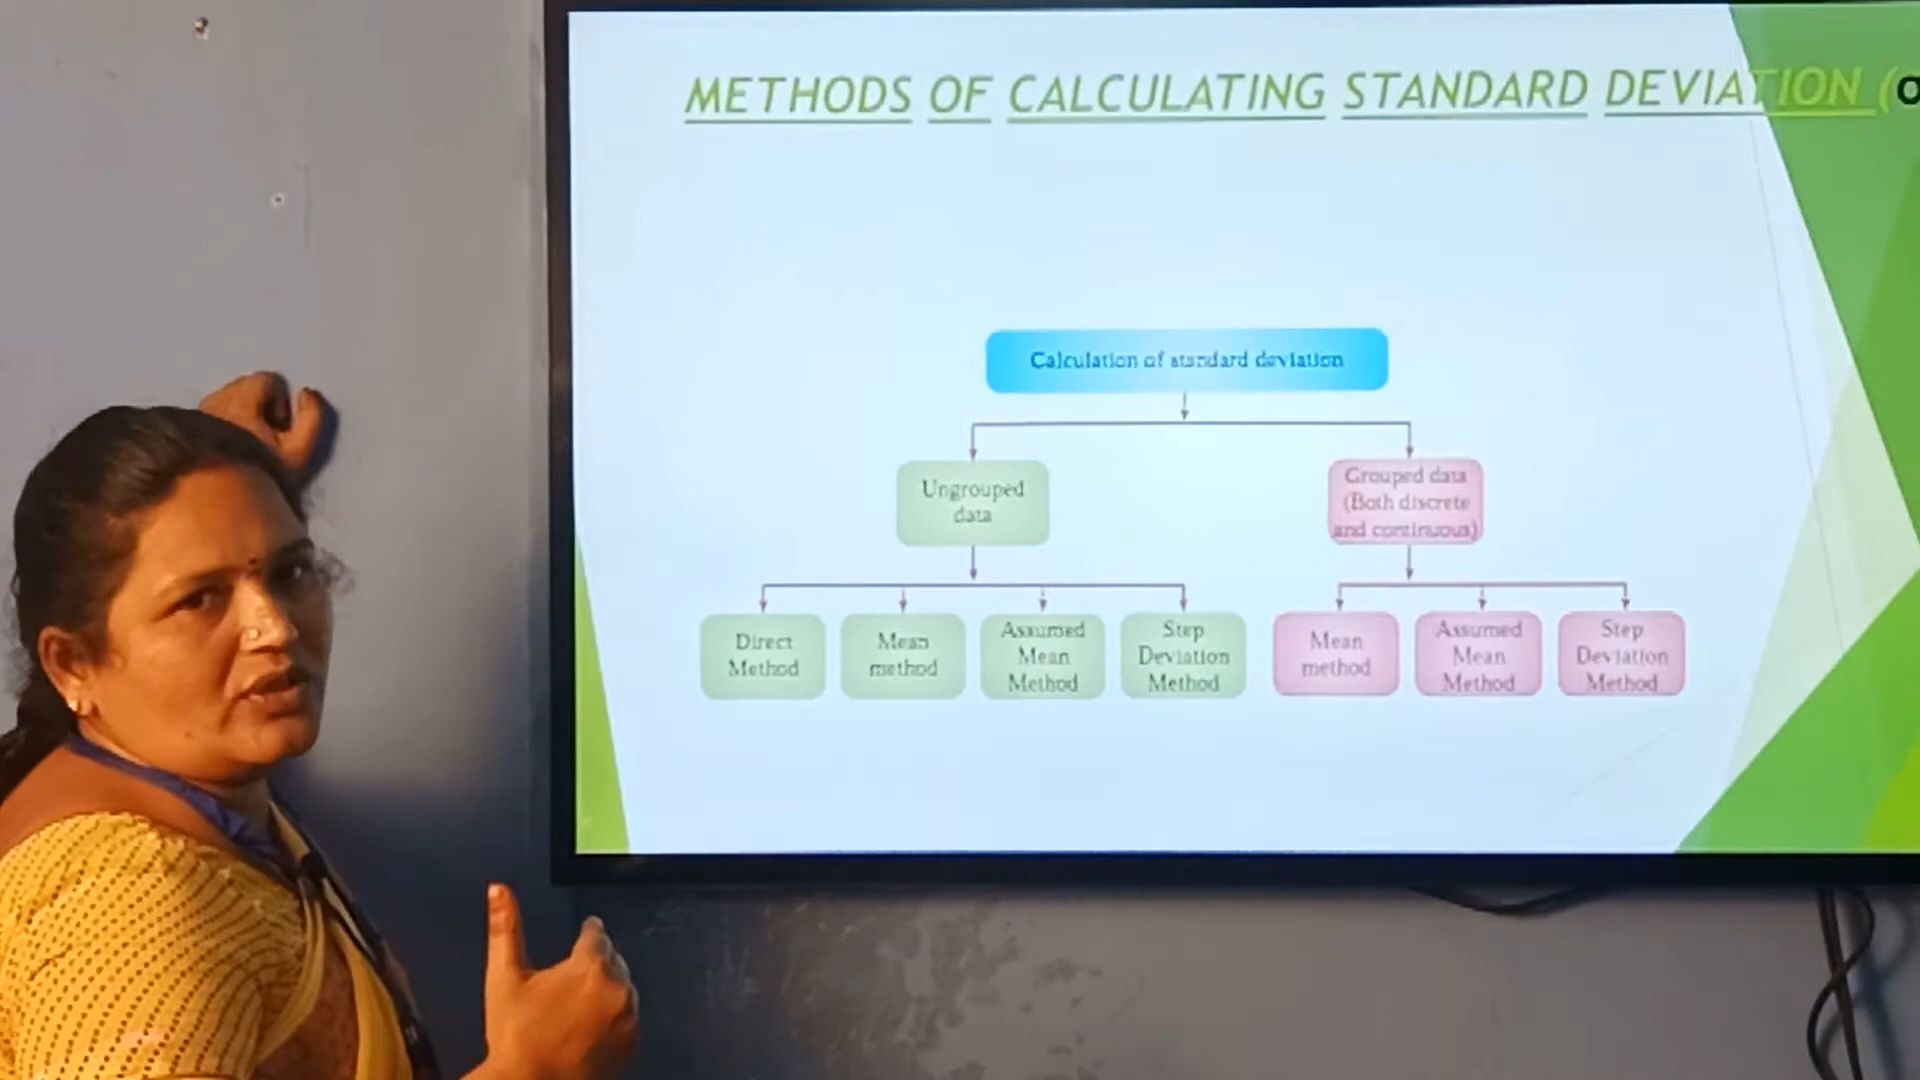 METHODS OF CALCULATING STANDARD DEVIATION (σ
Calculation of standard deviation
Ungrouped
data
Grouped data
(Both discrete
and continuous)
Direct
Method
Mean
method
Assumed
Mean
Method
Step
Deviation
Method
Mean
method
Assumed
Mean
Method
Step
Deviation
Method